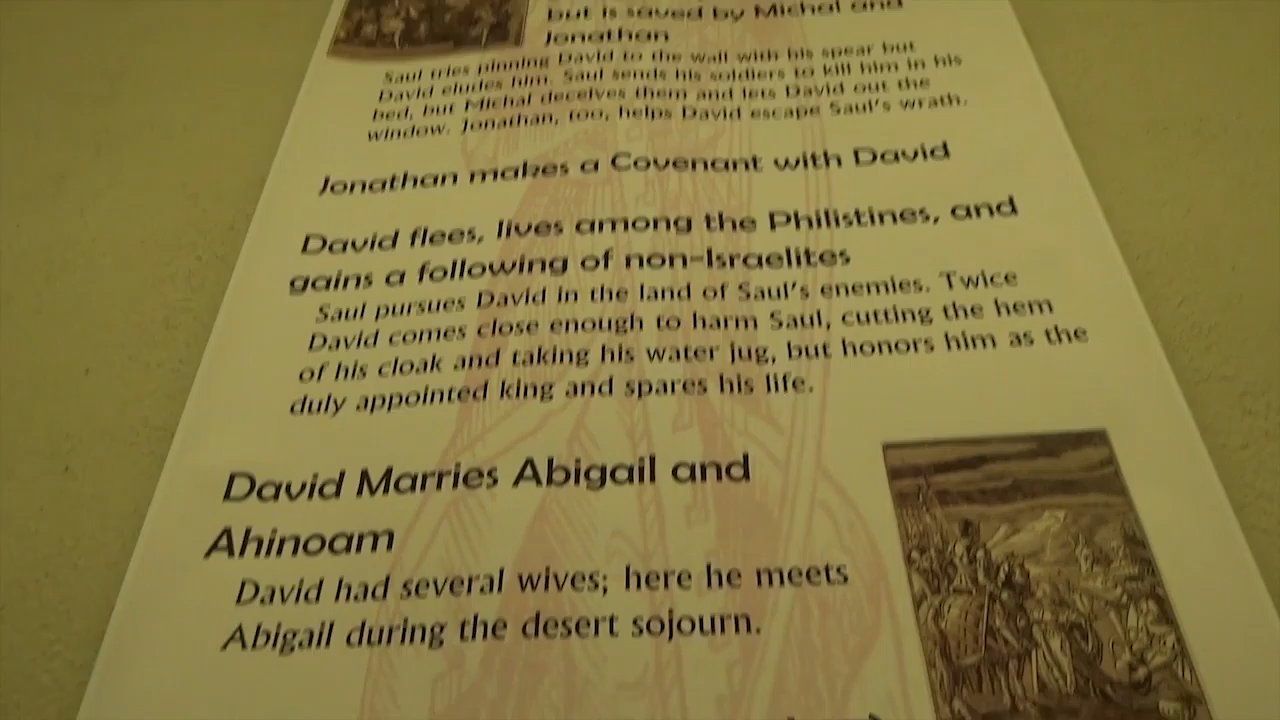 but is saved by Michal and
Jonathan
Saul tries pinning David to the wall with his spear but
David eludes him. Saul sends his soldiers to kill him in his
bed, but Michal deceives them and lets David out the
window. Jonathan, too, helps David escape Saul's wrath.
Jonathan makes a Covenant with David
David flees, lives among the Philistines, and
gains a following of non-Israelites
Saul pursues David in the land of Saul's enemies. Twice
David comes close enough to harm Saul, cutting the hem
of his cloak and taking his water jug, but honors him as the
duly appointed king and spares his life.
David Marries Abigail and
Ahinoam
David had several wives; here he meets
Abigail during the desert sojourn.